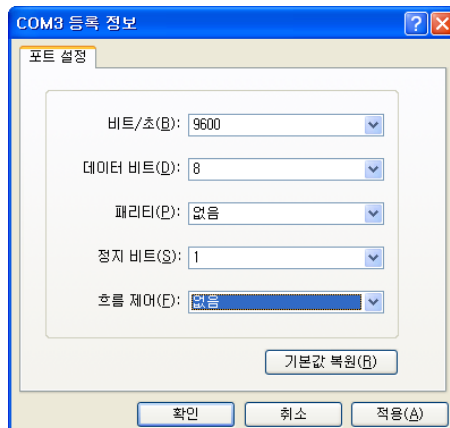 COM3 등록 정보
포트 설정
비트/초(B): 9600
데이터 비트(D): 8
패리티(P): 없음
정지 비트(S): 1
흐름 제어(F): 없음
기본값 복원(R)
확인 취소 적용(A)